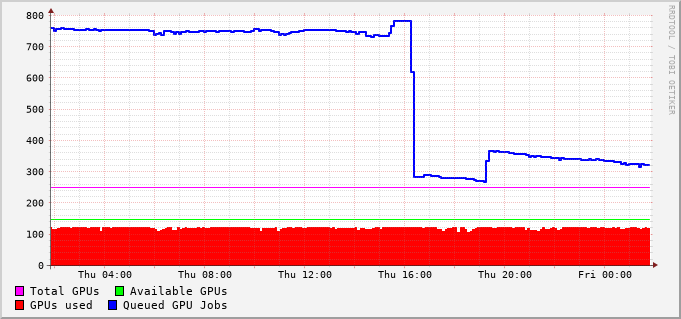 800
700
600
500
400
300
200
100
0
Thu 04:00 Thu 08:00 Thu 12:00 Thu 16:00 Thu 20:00 Fri 00:00
Total GPUs Available GPUs
GPUs used Queued GPU Jobs
RRDTOOL / TOBI OETIKER